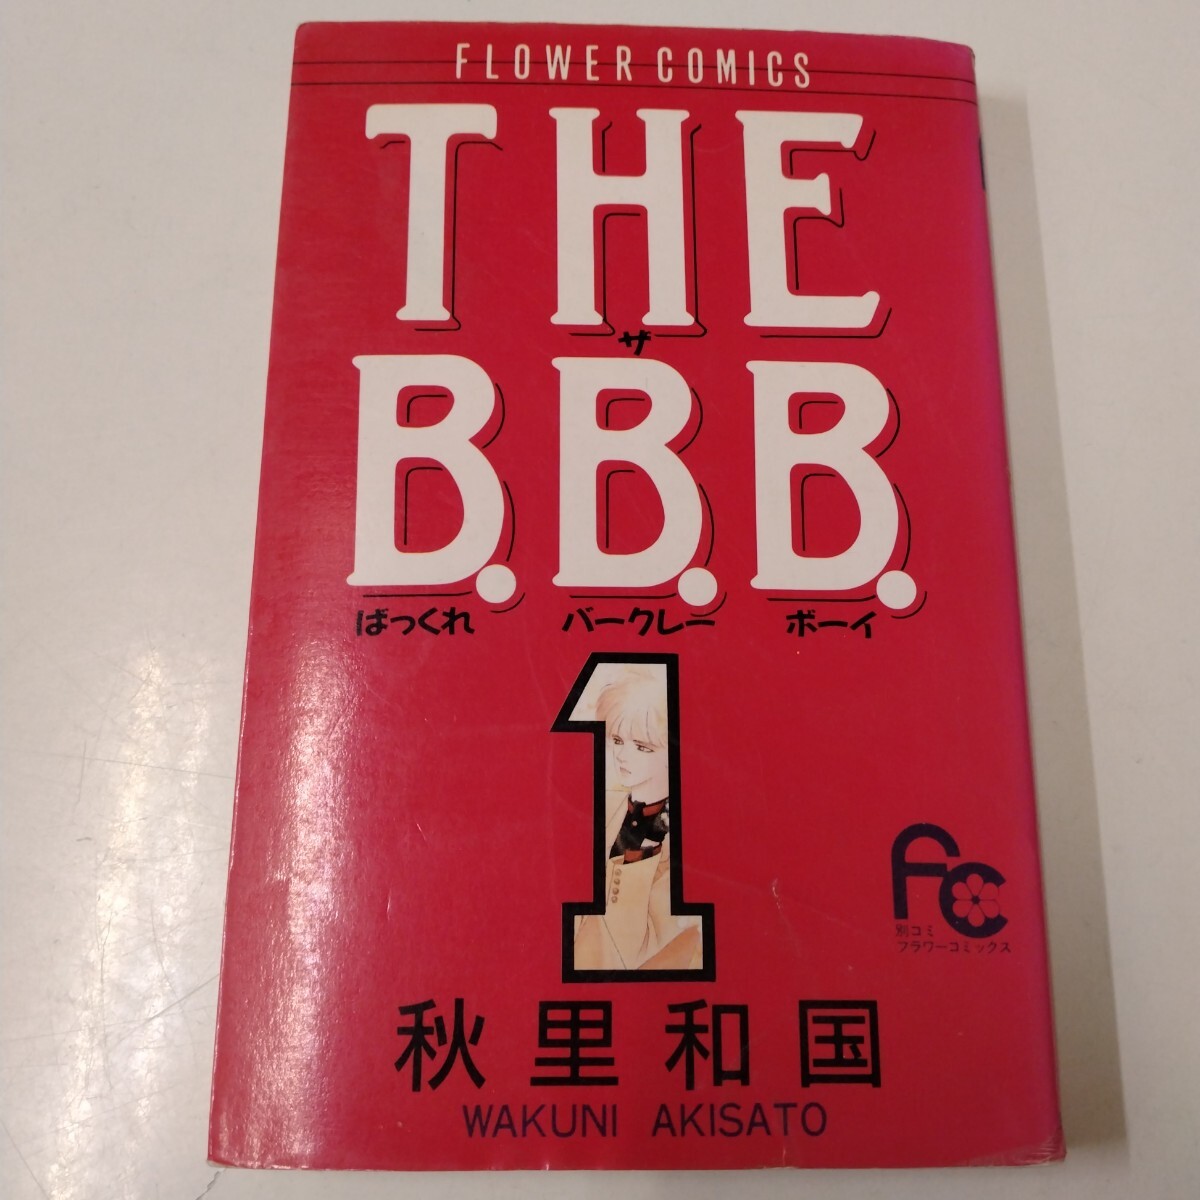 FLOWER COMICS
THE
ザ
B.B.B.
ばっくれ バークレー ボーイ
1
FC
別コミ
フラワーコミックス
秋里和国
WAKUNI AKISATO